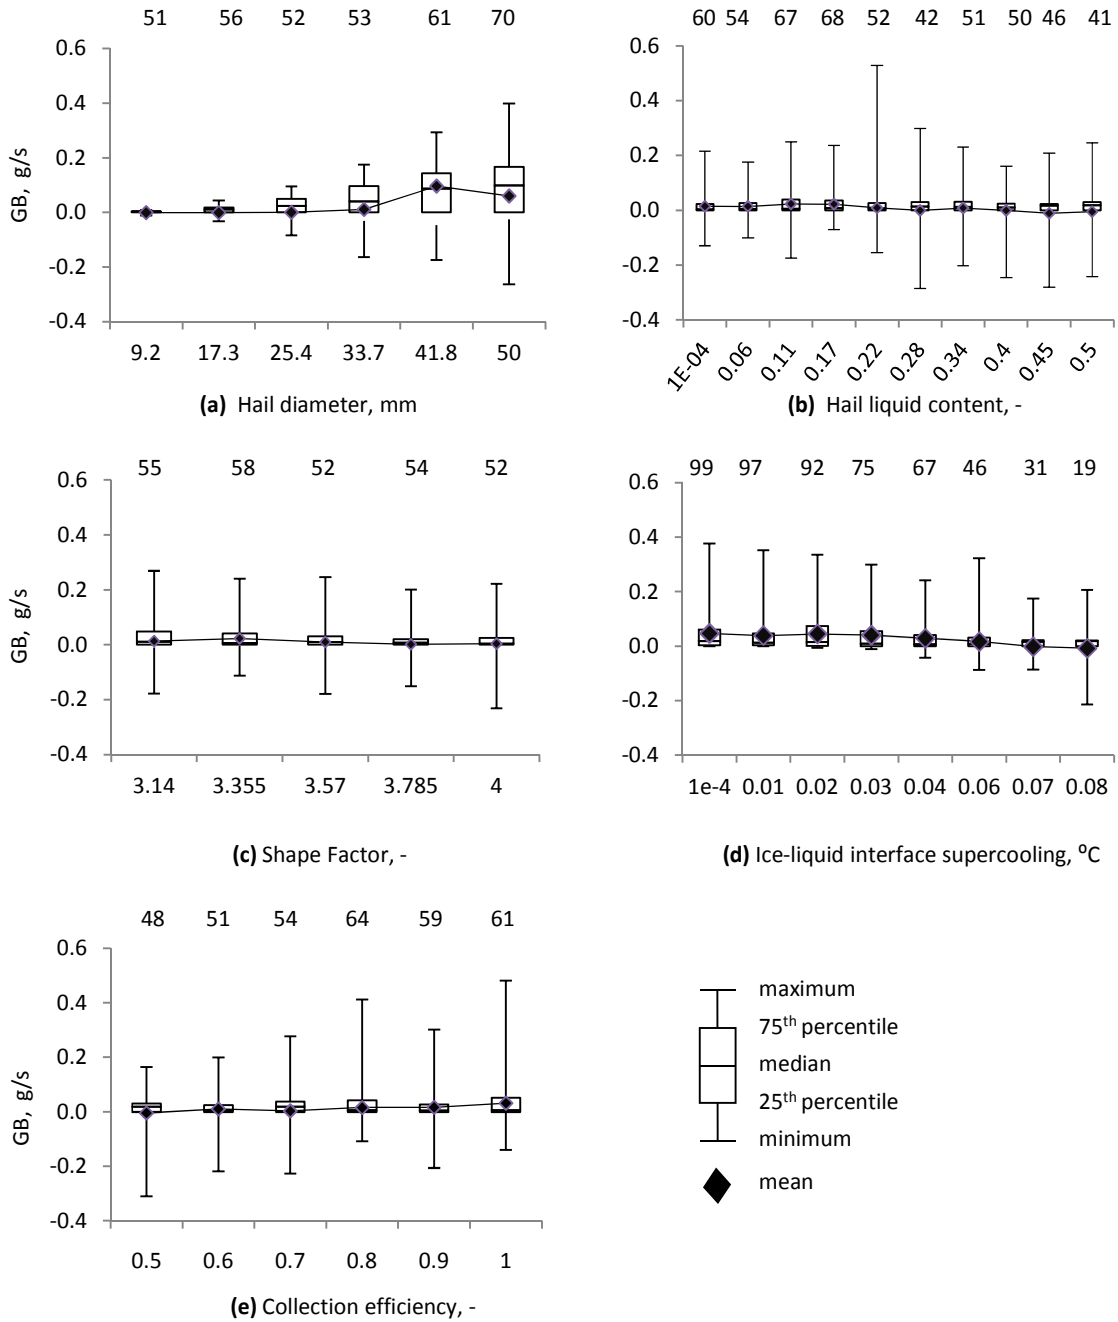 51 56 52 53 61 70
0.6
0.4
0.2
0.0
-0.2
-0.4
GB, g/s
9.2 17.3 25.4 33.7 41.8 50
(a) Hail diameter, mm
60 54 67 68 52 42 51 50 46 41
0.6
0.4
0.2
0.0
-0.2
-0.4
1E-04 0.06 0.11 0.17 0.22 0.28 0.34 0.4 0.45 0.5
(b) Hail liquid content, -
55 58 52 54 52
0.6
0.4
0.2
0.0
-0.2
-0.4
GB, g/s
3.14 3.355 3.57 3.785 4
(c) Shape Factor, -
99 97 92 75 67 46 31 19
0.6
0.4
0.2
0.0
-0.2
-0.4
1e-4 0.01 0.02 0.03 0.04 0.06 0.07 0.08
(d) Ice-liquid interface supercooling, ⁰C
48 51 54 64 59 61
0.6
0.4
0.2
0.0
-0.2
-0.4
GB, g/s
0.5 0.6 0.7 0.8 0.9 1
(e) Collection efficiency, -
maximum
75th percentile
median
25th percentile
minimum
mean